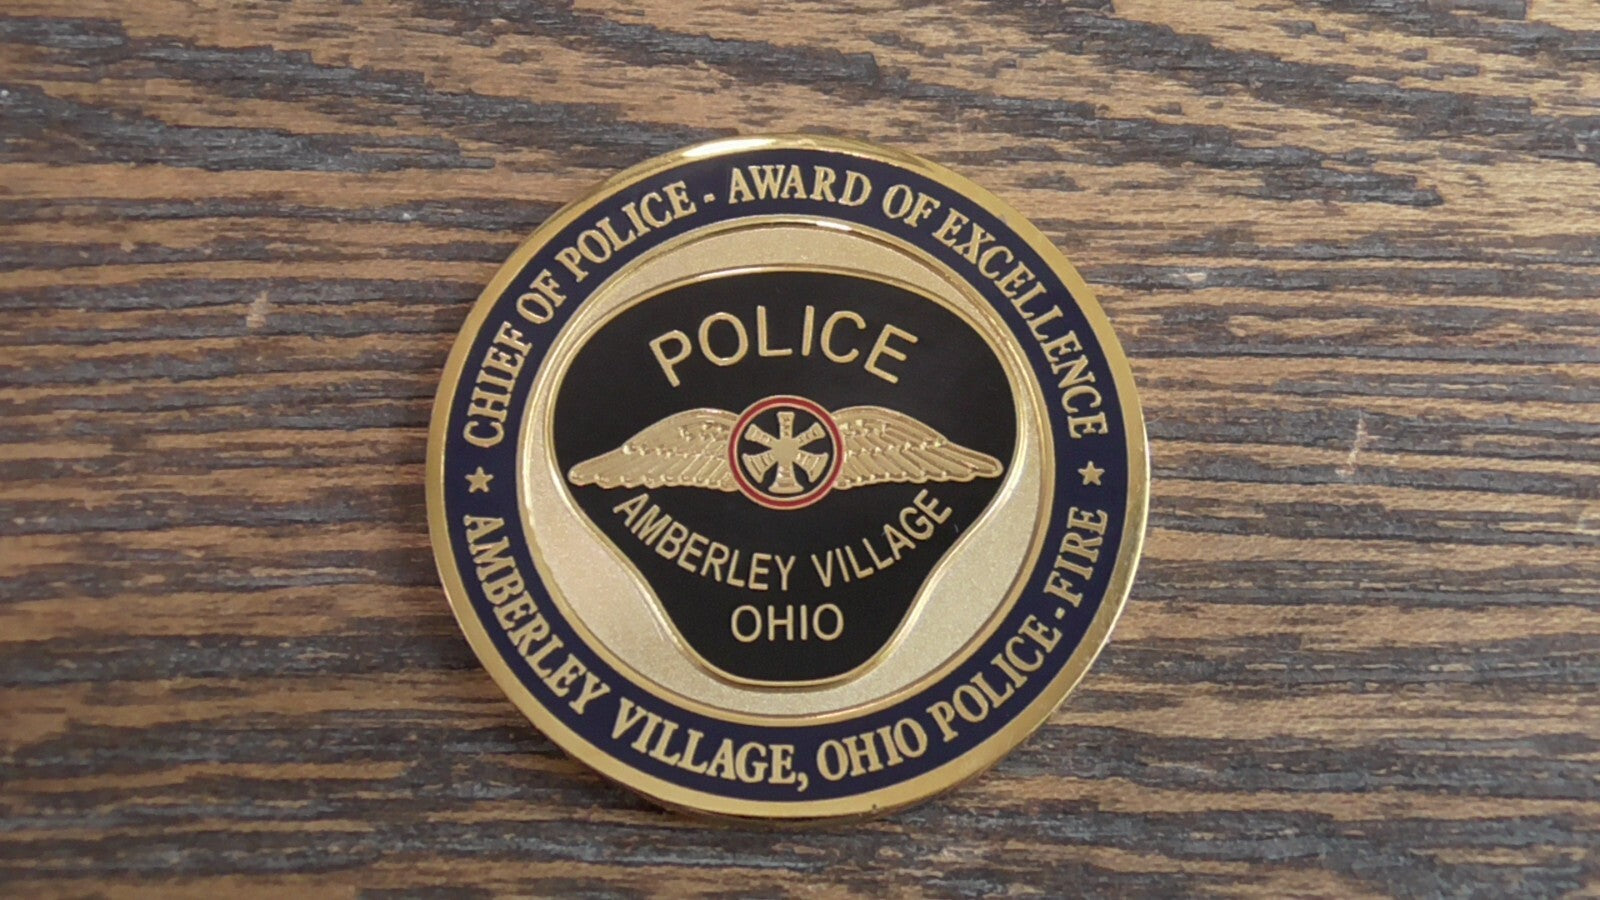 CHIEF OF POLICE - AWARD OF EXCELLENCE
POLICE
AMBERLEY VILLAGE
OHIO
AMBERLEY VILLAGE, OHIO POLICE-FIRE